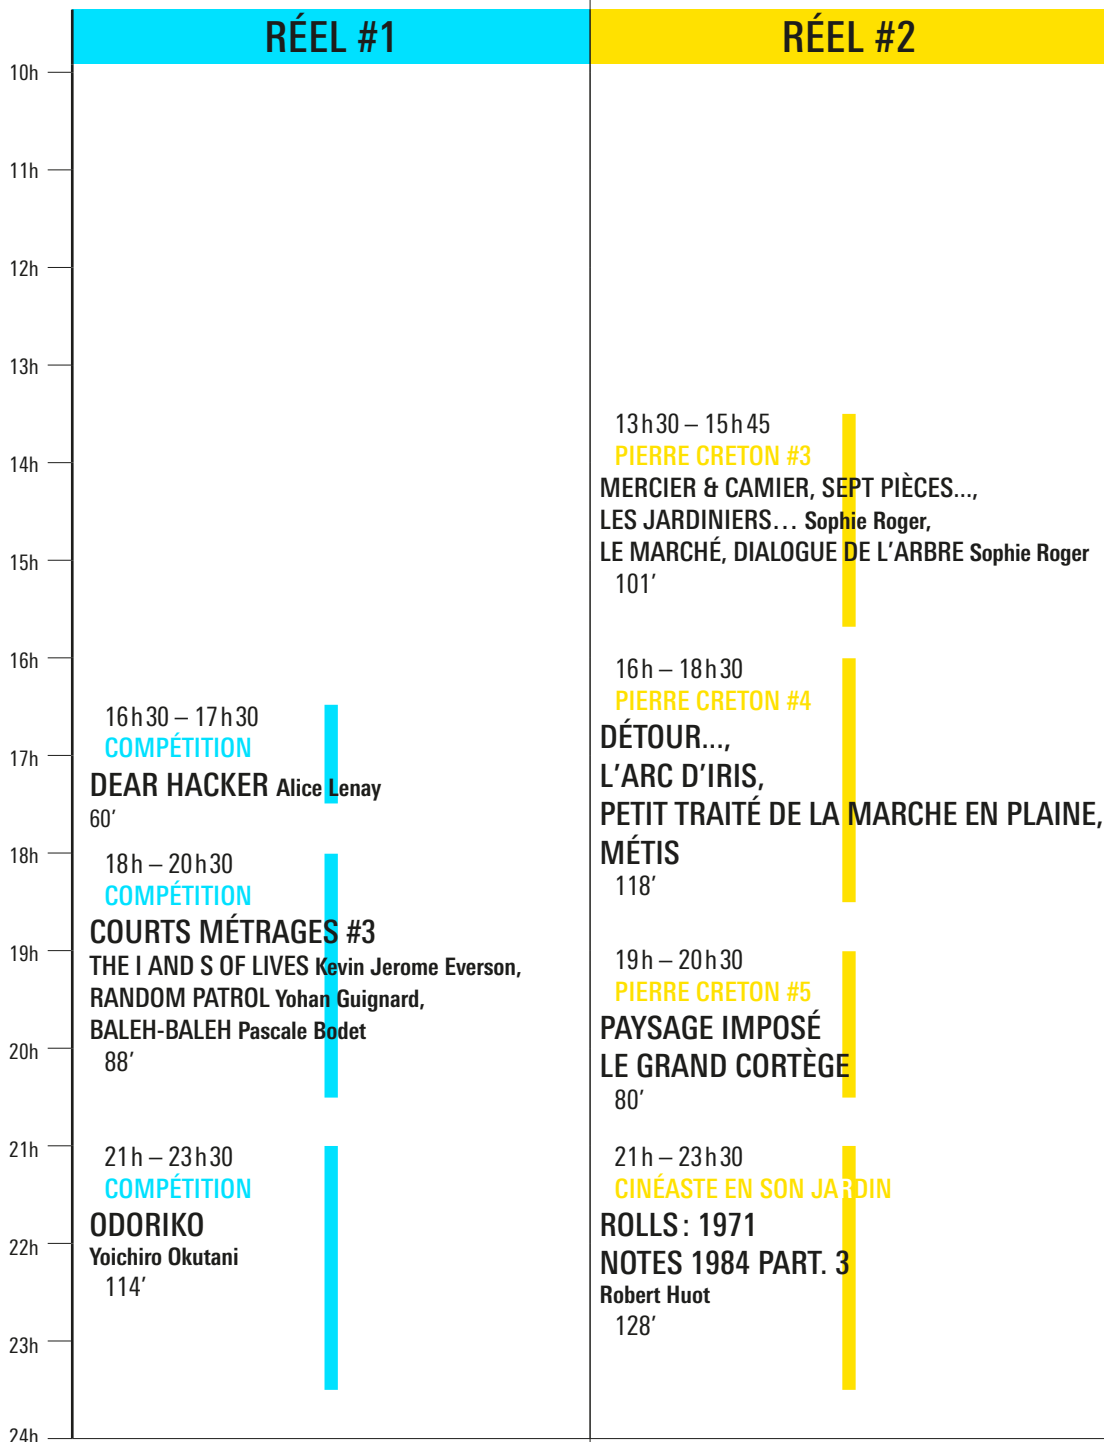 RÉEL #1
RÉEL #2
10h
11h
12h
13h
14h
15h
16h
17h
18h
19h
20h
21h
22h
23h
24h
16h30 – 17h30
COMPÉTITION
DEAR HACKER Alice Lenay
60′
18h – 20h30
COMPÉTITION
COURTS MÉTRAGES #3
THE I AND S OF LIVES Kevin Jerome Everson,
RANDOM PATROL Yohan Guignard,
BALEH-BALEH Pascale Bodet
88′
21h – 23h30
COMPÉTITION
ODORIKO
Yoichiro Okutani
114′
13h30 – 15h45
PIERRE CRETON #3
MERCIER & CAMIER, SEPT PIÈCES...,
LES JARDINIERS... Sophie Roger,
LE MARCHÉ, DIALOGUE DE L’ARBRE Sophie Roger
101′
16h – 18h30
PIERRE CRETON #4
DÉTOUR...,
L’ARC D’IRIS,
PETIT TRAITÉ DE LA MARCHE EN PLAINE,
MÉTIS
118′
19h – 20h30
PIERRE CRETON #5
PAYSAGE IMPOSÉ
LE GRAND CORTÈGE
80′
21h – 23h30
CINÉASTE EN SON JARDIN
ROLLS : 1971
NOTES 1984 PART. 3
Robert Huot
128′